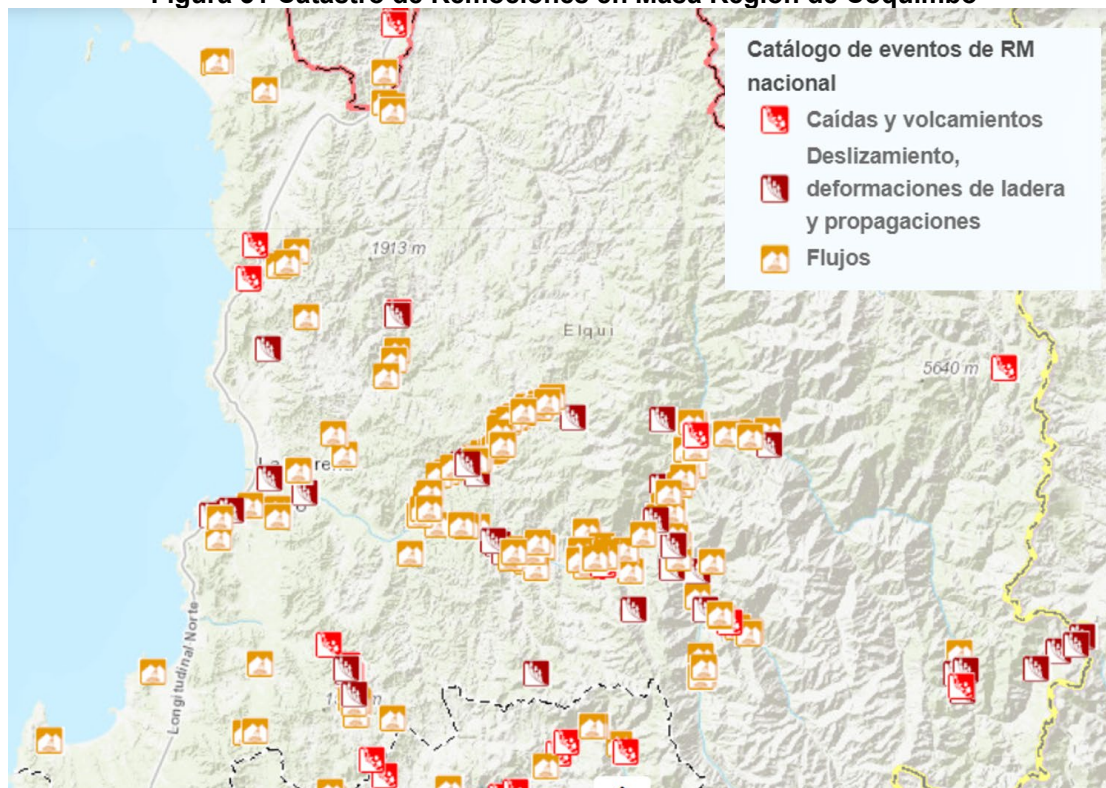 Figura 31 Catastro de Remociones en Masa Región de Coquimbo
Catálogo de eventos de RM
nacional
Caídas y volcamientos
Deslizamiento,
deformaciones de ladera
y propagaciones
Flujos
1913 m
Elqui
5640 m
Longitudinal Norte